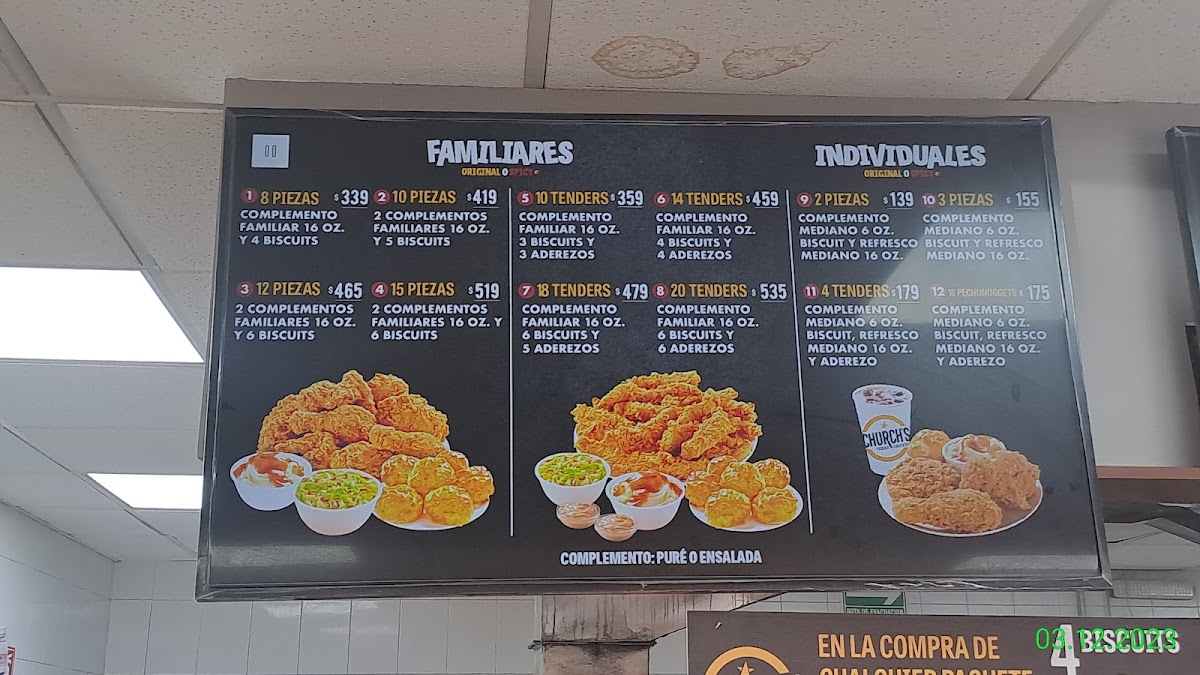 FAMILIARES
ORIGINAL O SPICY
1 8 PIEZAS $339
COMPLEMENTO
FAMILIAR 16 OZ.
Y 4 BISCUITS
2 10 PIEZAS $419
2 COMPLEMENTOS
FAMILIARES 16 OZ.
Y 5 BISCUITS
3 12 PIEZAS $465
2 COMPLEMENTOS
FAMILIARES 16 OZ.
Y 6 BISCUITS
4 15 PIEZAS $519
2 COMPLEMENTOS
FAMILIARES 16 OZ. Y
6 BISCUITS
5 10 TENDERS $359
COMPLEMENTO
FAMILIAR 16 OZ.
3 BISCUITS Y
3 ADEREZOS
6 14 TENDERS $459
COMPLEMENTO
FAMILIAR 16 OZ.
4 BISCUITS Y
4 ADEREZOS
7 18 TENDERS $479
COMPLEMENTO
FAMILIAR 16 OZ.
6 BISCUITS Y
5 ADEREZOS
8 20 TENDERS $535
COMPLEMENTO
FAMILIAR 16 OZ.
6 BISCUITS Y
6 ADEREZOS
INDIVIDUALES
ORIGINAL O SPICY
9 2 PIEZAS $139
COMPLEMENTO
MEDIANO 6 OZ.
BISCUIT Y REFRESCO
MEDIANO 16 OZ.
10 3 PIEZAS $155
COMPLEMENTO
MEDIANO 6 OZ.
BISCUIT Y REFRESCO
MEDIANO 16 OZ.
11 4 TENDERS $179
COMPLEMENTO
MEDIANO 6 OZ.
BISCUIT, REFRESCO
MEDIANO 16 OZ.
Y ADEREZO
12 16 PECHUNUGGETS $175
COMPLEMENTO
MEDIANO 6 OZ.
BISCUIT, REFRESCO
MEDIANO 16 OZ.
Y ADEREZO
CHURCH'S
COMPLEMENTO: PURÉ O ENSALADA
RUTA DE EVACUACION
EN LA COMPRA DE
CUALQUIER PAQUETE
4 BISCUITS
03.12.2023